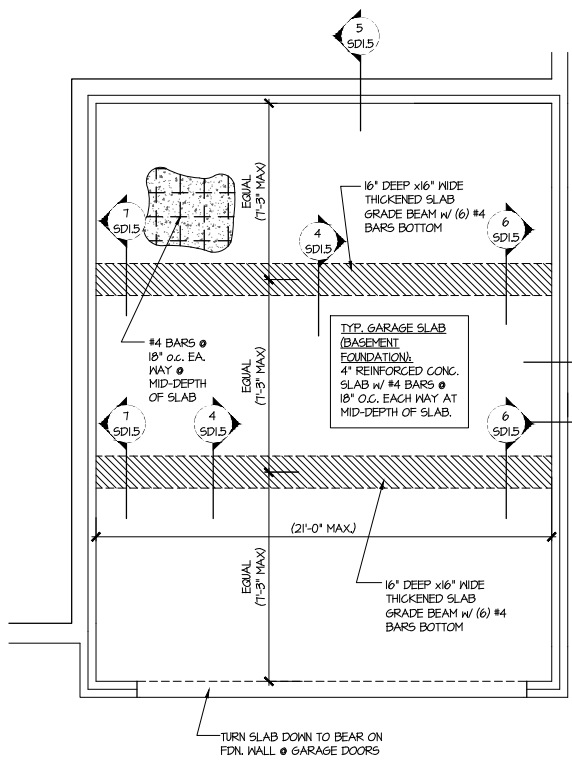 5
SD1.5
EQUAL
(7'-3" MAX)
16" DEEP x16" WIDE
THICKENED SLAB
GRADE BEAM W/ (6) #4
BARS BOTTOM
7
SD1.5
4
SD1.5
6
SD1.5
#4 BARS @
18" O.C. EA.
WAY @
MID-DEPTH
OF SLAB
EQUAL
(7'-3" MAX)
TYP. GARAGE SLAB
(BASEMENT
FOUNDATION):
4" REINFORCED CONC.
SLAB W/ #4 BARS @
18" O.C. EACH WAY AT
MID-DEPTH OF SLAB.
7
SD1.5
4
SD1.5
6
SD1.5
(21'-0" MAX.)
EQUAL
(7'-3" MAX)
16" DEEP x16" WIDE
THICKENED SLAB
GRADE BEAM W/ (6) #4
BARS BOTTOM
TURN SLAB DOWN TO BEAR ON
FDN. WALL @ GARAGE DOORS